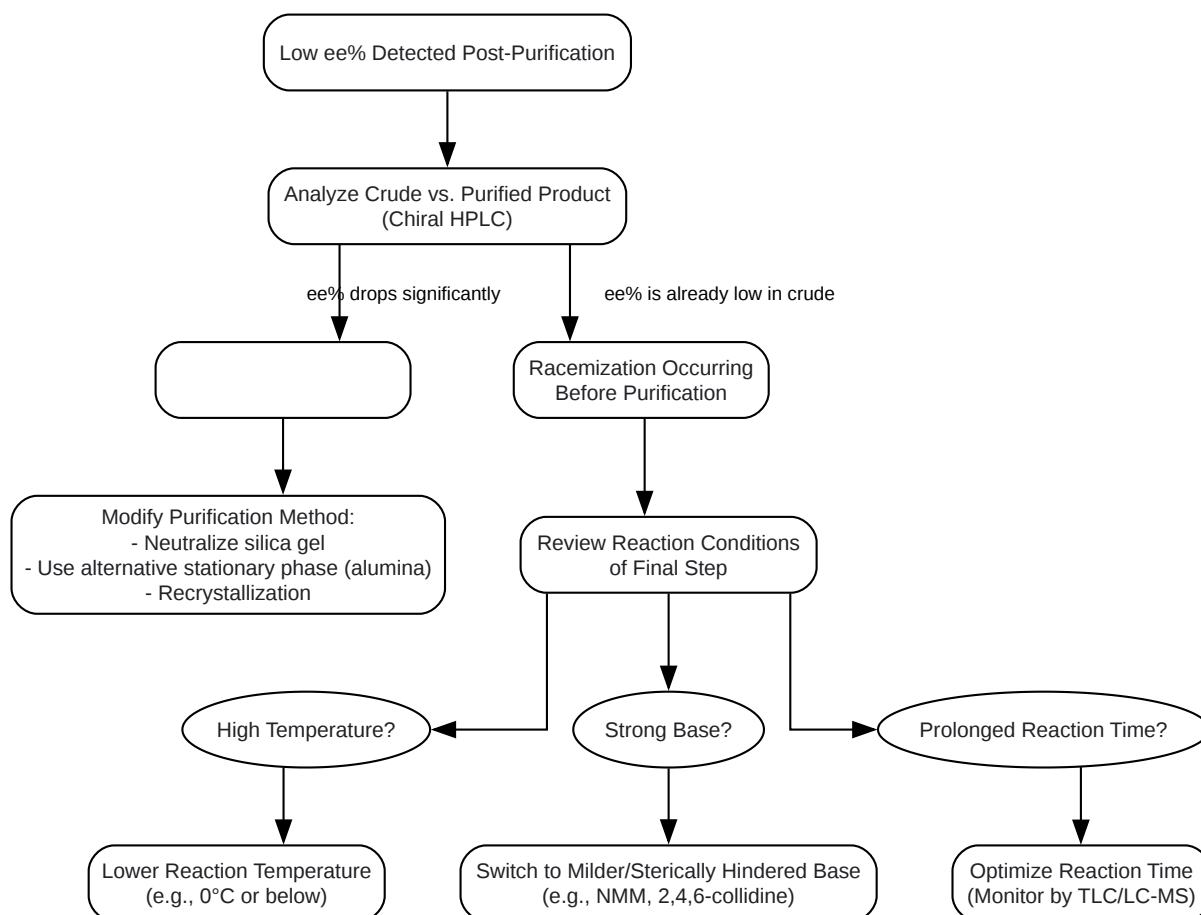 Low ee% Detected Post-Purification
Analyze Crude vs. Purified Product
(Chiral HPLC)
ee% drops significantly
ee% is already low in crude
Racemization Occurring
Before Purification
Modify Purification Method:
- Neutralize silica gel
- Use alternative stationary phase (alumina)
- Recrystallization
Review Reaction Conditions
of Final Step
High Temperature?
Strong Base?
Prolonged Reaction Time?
Lower Reaction Temperature
(e.g., 0°C or below)
Switch to Milder/Sterically Hindered Base
(e.g., NMM, 2,4,6-collidine)
Optimize Reaction Time
(Monitor by TLC/LC-MS)